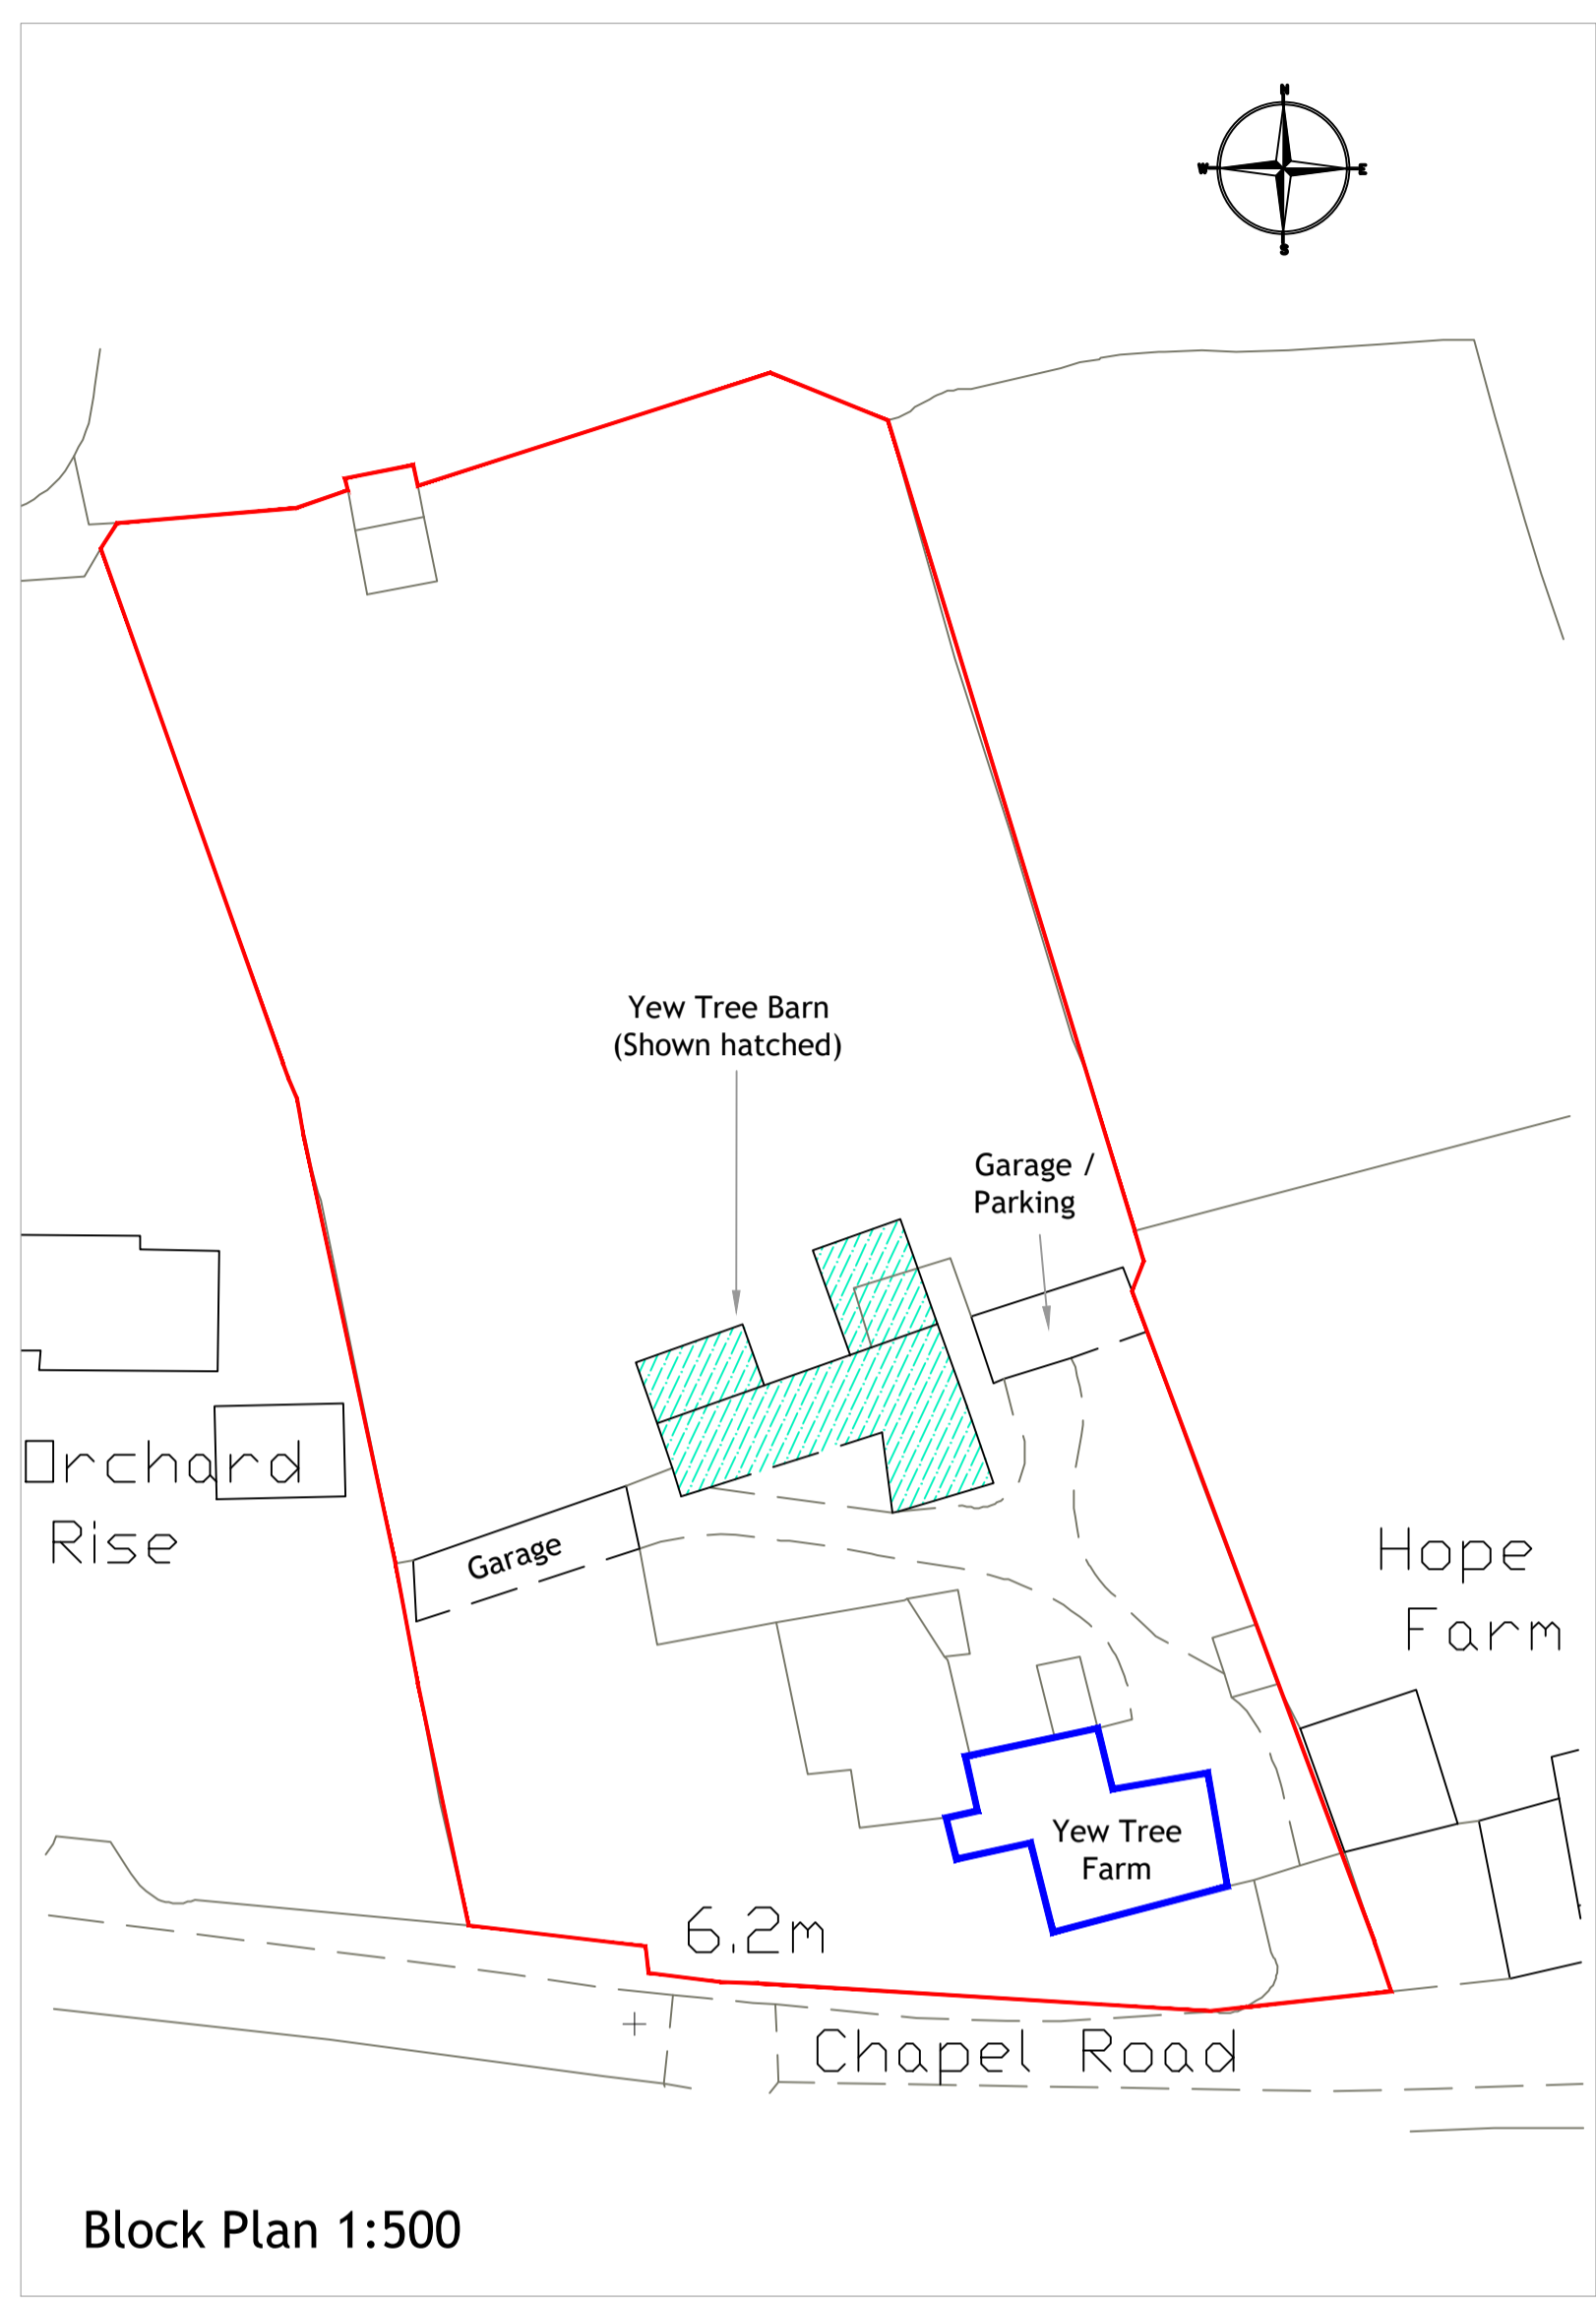 N
W
E
S
Yew Tree Barn
(Shown hatched)
Garage /
Parking
Orchard
Rise
Garage
Hope
Farm
Yew Tree
Farm
6.2m
Chapel Road
Block Plan 1:500